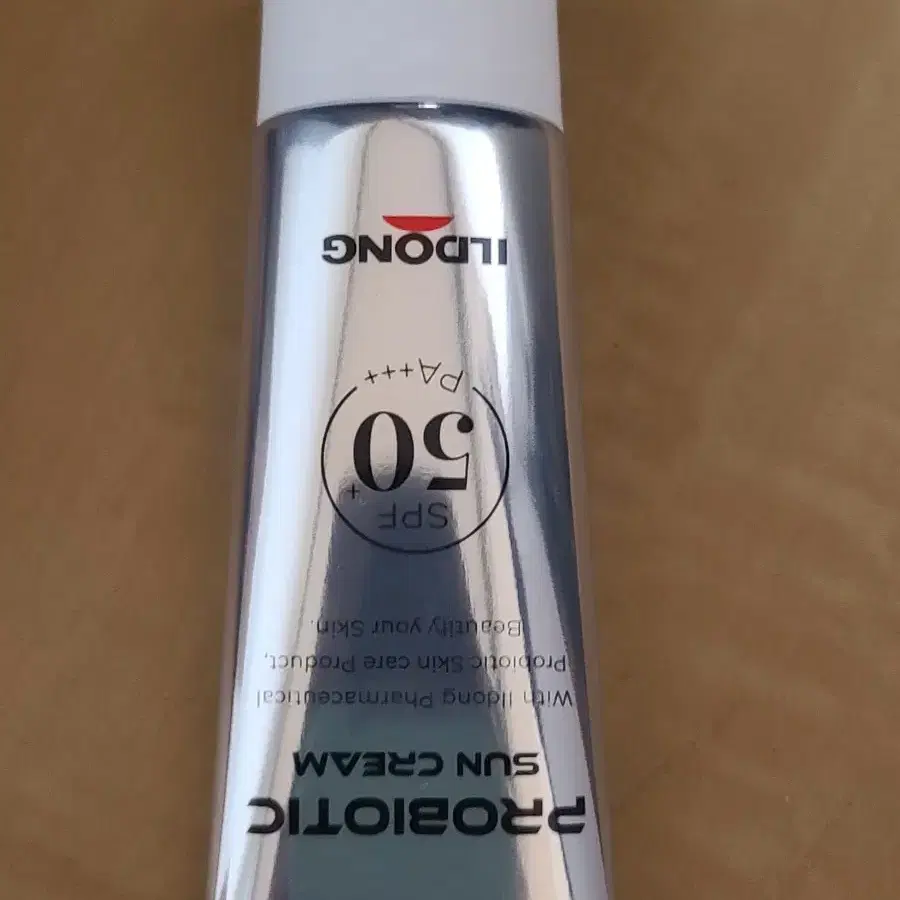 PROBIOTIC
SUN CREAM
With Ildong Pharmaceutical
Probiotic Skin care Product,
Beautify your Skin.
SPF
50+
PA+++
ILDONG